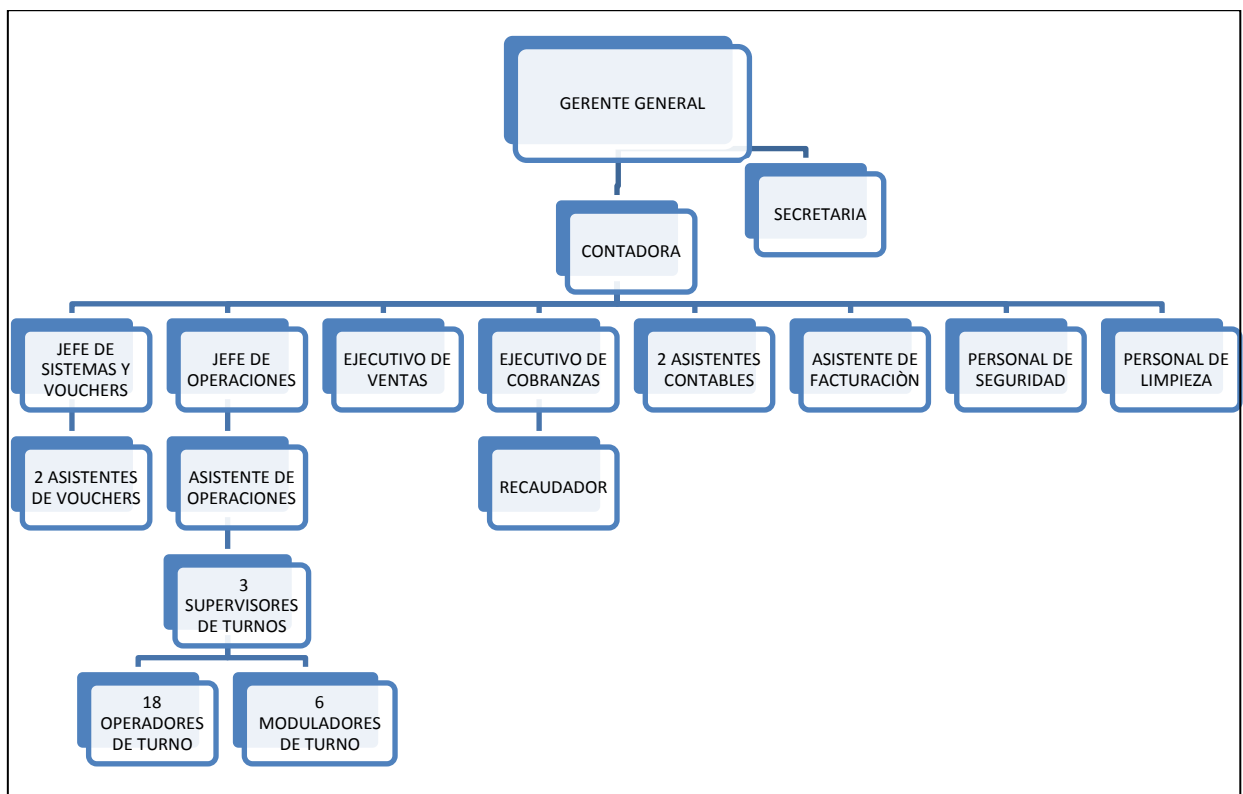 GERENTE GENERAL
SECRETARIA
CONTADORA
JEFE DE
SISTEMAS Y
VOUCHERS
JEFE DE
OPERACIONES
EJECUTIVO DE
VENTAS
EJECUTIVO DE
COBRANZAS
2 ASISTENTES
CONTABLES
ASISTENTE DE
FACTURACIÒN
PERSONAL DE
SEGURIDAD
PERSONAL DE
LIMPIEZA
2 ASISTENTES
DE VOUCHERS
ASISTENTE DE
OPERACIONES
RECAUDADOR
3
SUPERVISORES
DE TURNOS
18
OPERADORES
DE TURNO
6
MODULADORES
DE TURNO